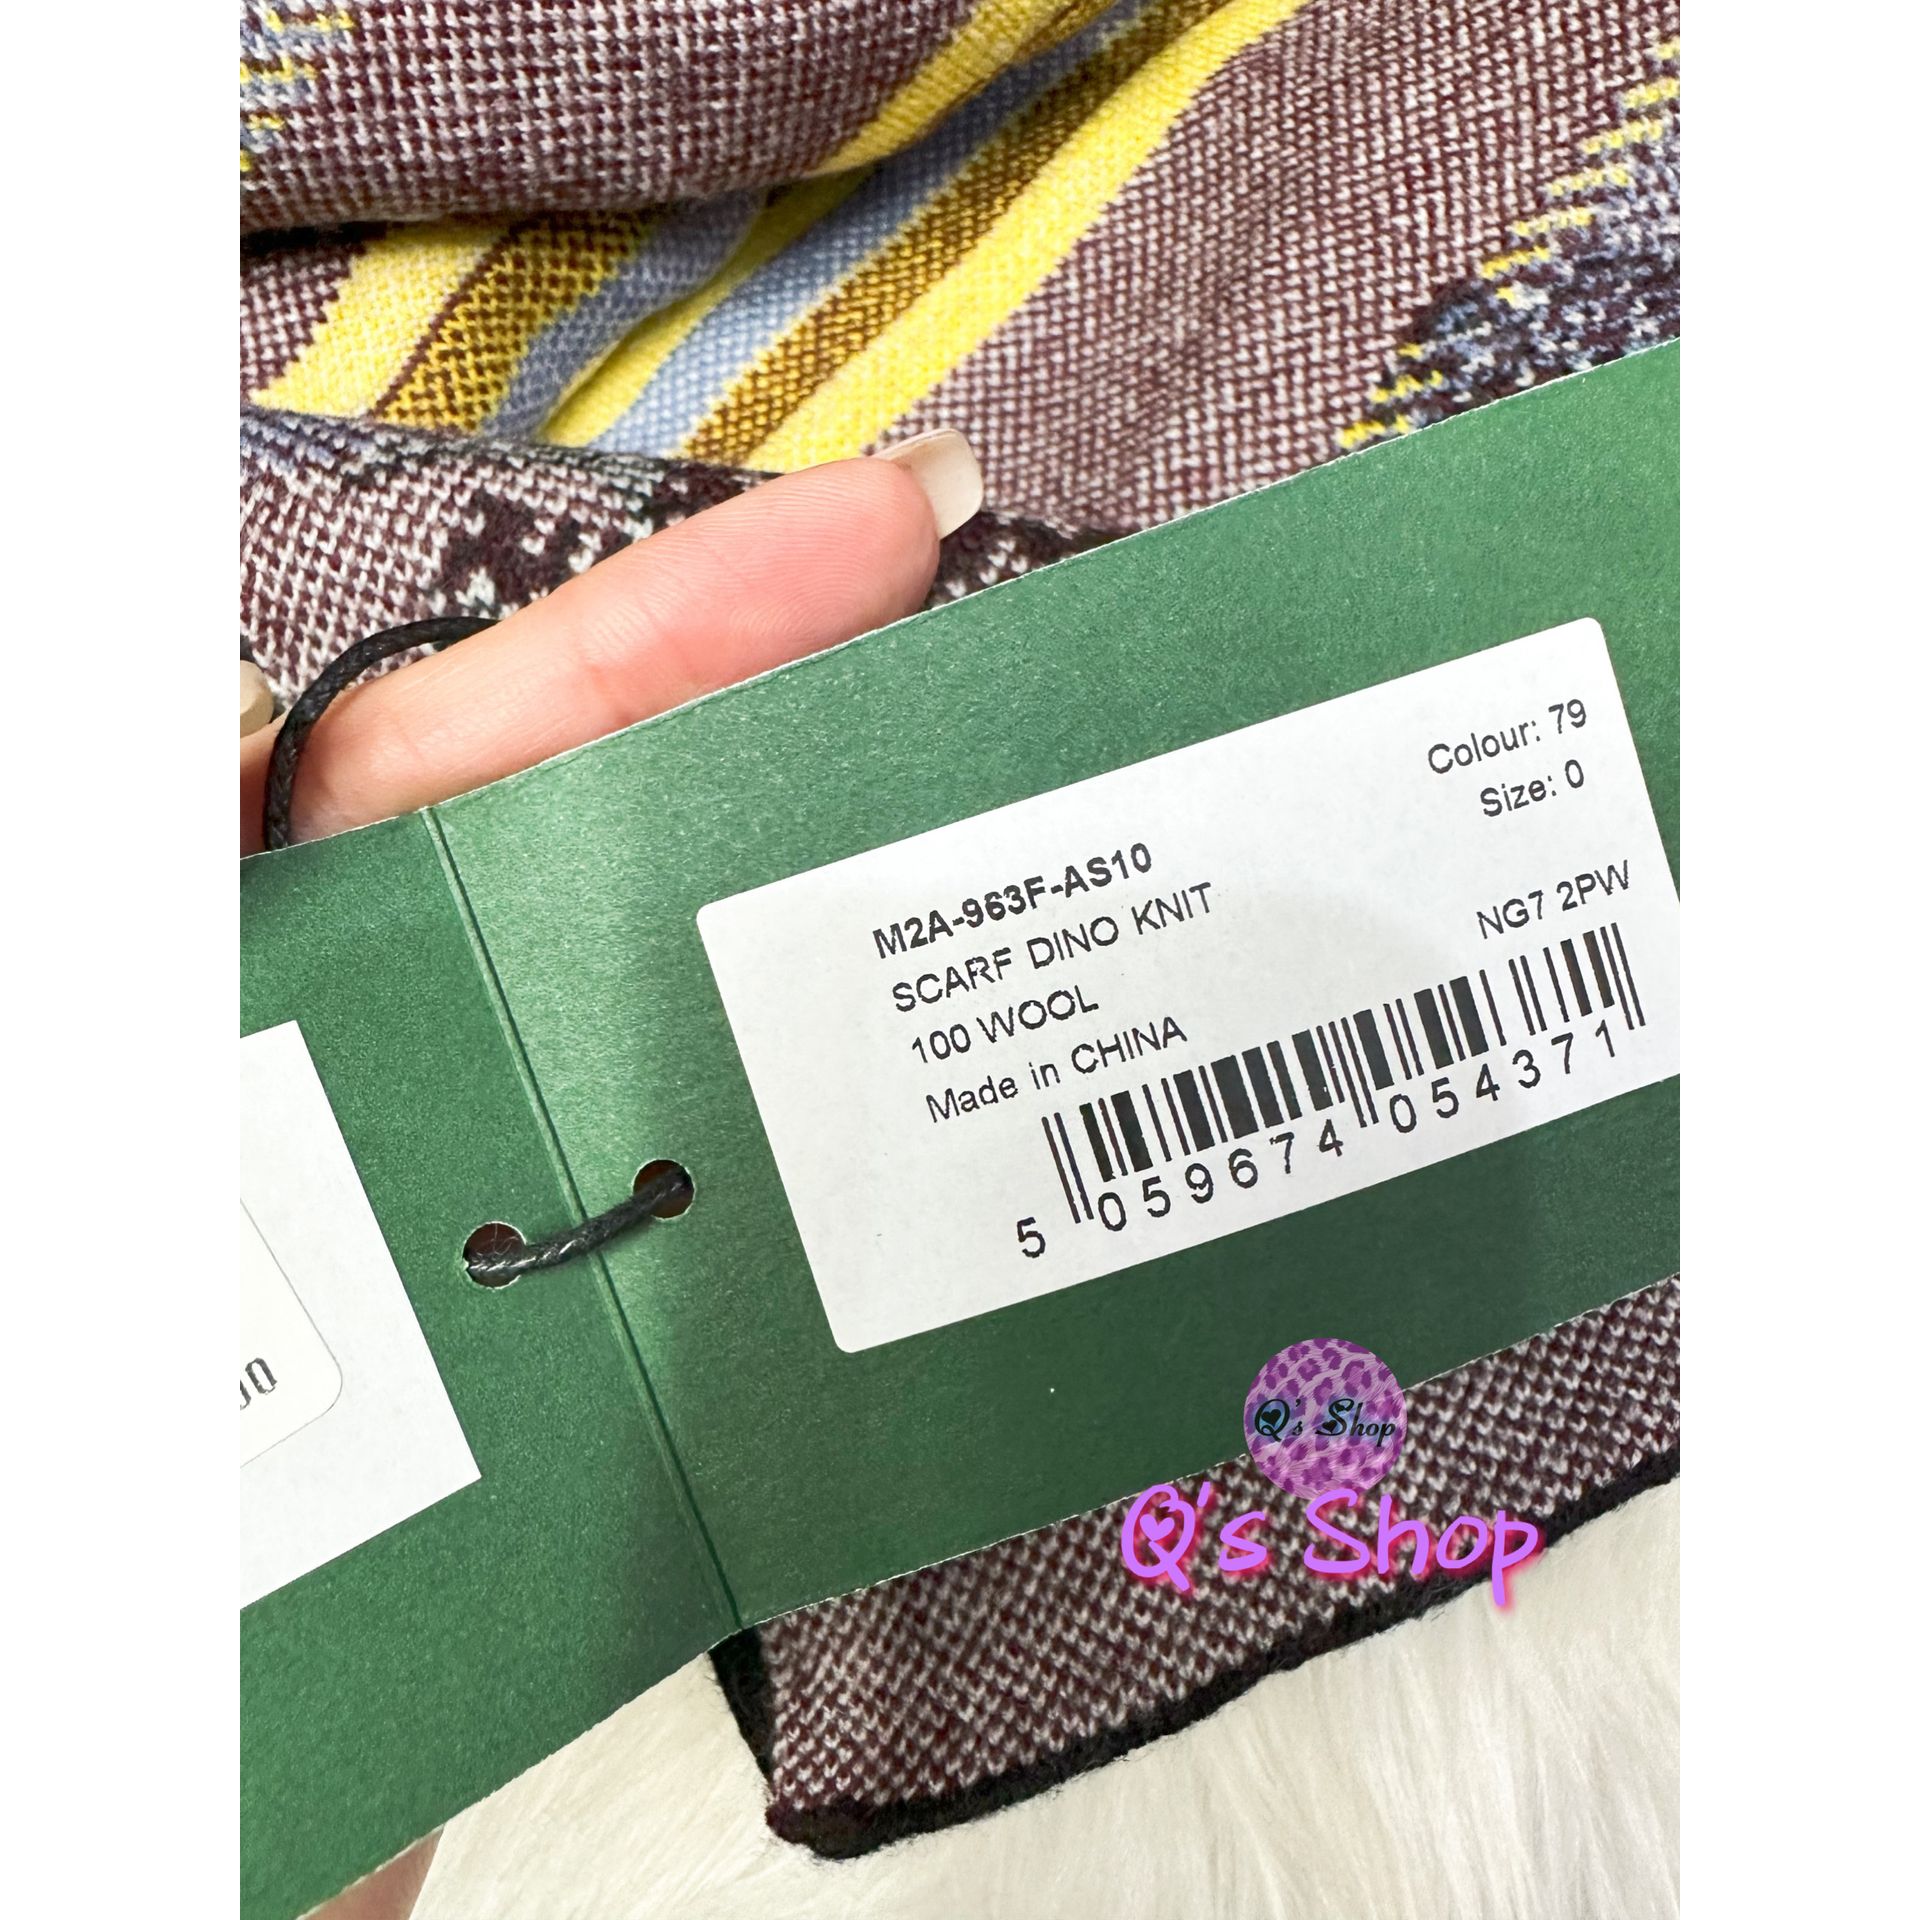 Colour: 79
Size: 0
M2A-963F-AS10
SCARF DINO KNIT
100 WOOL
Made in CHINA
NG7 2PW
5 059674 054371
Q's Shop
Q's Shop